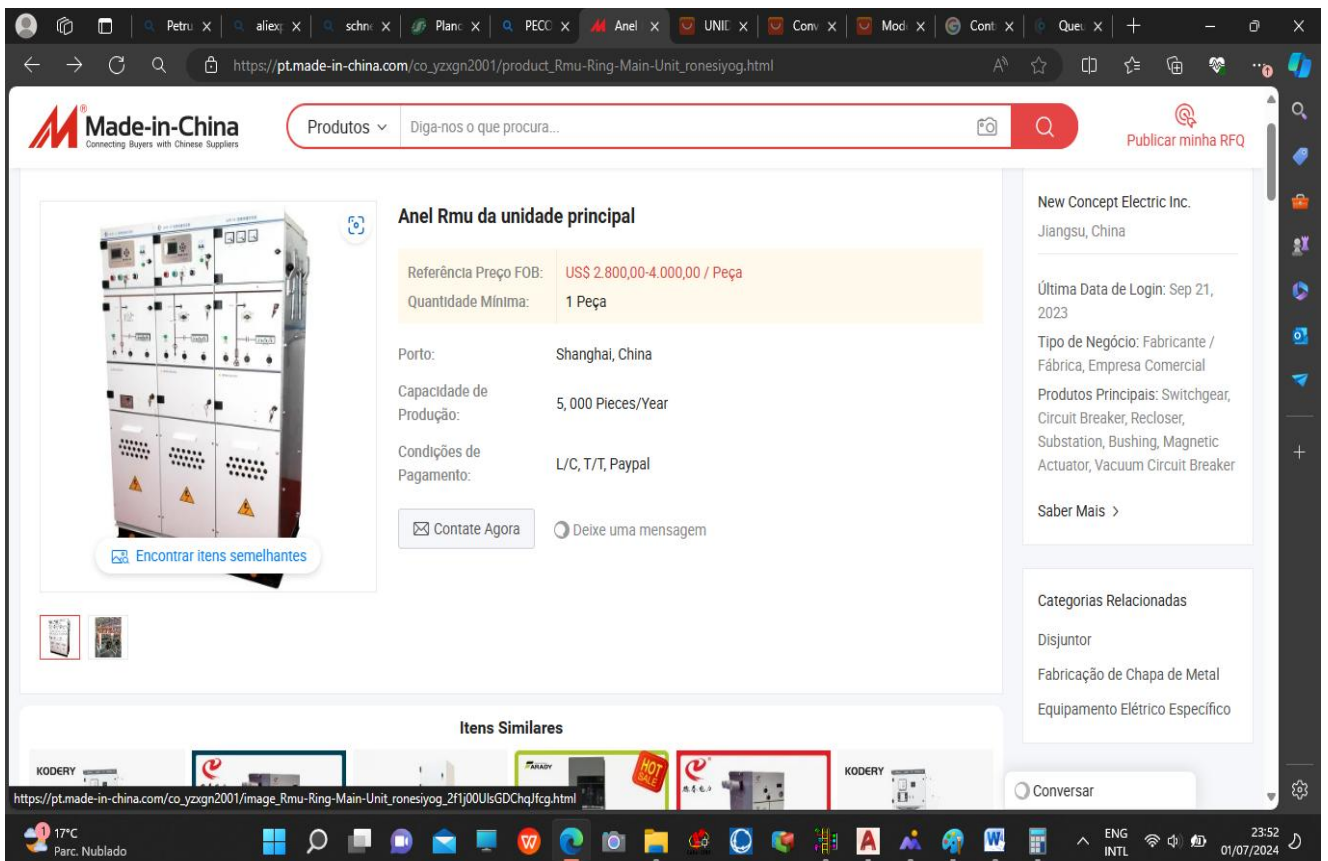 Petru
aliexp
schne
Planc
PECO
Anel
UNID
Conv
Mode
Cont
Queu
https://pt.made-in-china.com/co_yzxgn2001/product_Rmu-Ring-Main-Unit_ronesiyog.html
Made-in-China
Connecting Buyers with Chinese Suppliers
Produtos
Diga-nos o que procura...
Publicar minha RFQ
Anel Rmu da unidade principal
Referência Preço FOB: US$ 2.800,00-4.000,00 / Peça
Quantidade Mínima: 1 Peça
Porto: Shanghai, China
Capacidade de
Produção:
5, 000 Pieces/Year
Condições de
Pagamento:
L/C, T/T, Paypal
Contate Agora
Deixe uma mensagem
Encontrar itens semelhantes
New Concept Electric Inc.
Jiangsu, China
Última Data de Login: Sep 21,
2023
Tipo de Negócio: Fabricante /
Fábrica, Empresa Comercial
Produtos Principais: Switchgear,
Circuit Breaker, Recloser,
Substation, Bushing, Magnetic
Actuator, Vacuum Circuit Breaker
Saber Mais >
Categorias Relacionadas
Disjuntor
Fabricação de Chapa de Metal
Equipamento Elétrico Específico
Itens Similares
KODERY
FARADY
HOT
SALE
KODERY
Conversar
https://pt.made-in-china.com/co_yzxgn2001/image_Rmu-Ring-Main-Unit_ronesiyog_2f1j00UlsGDChqJfcg.html
1
17°C
Parc. Nublado
ENG
INTL
23:52
01/07/2024